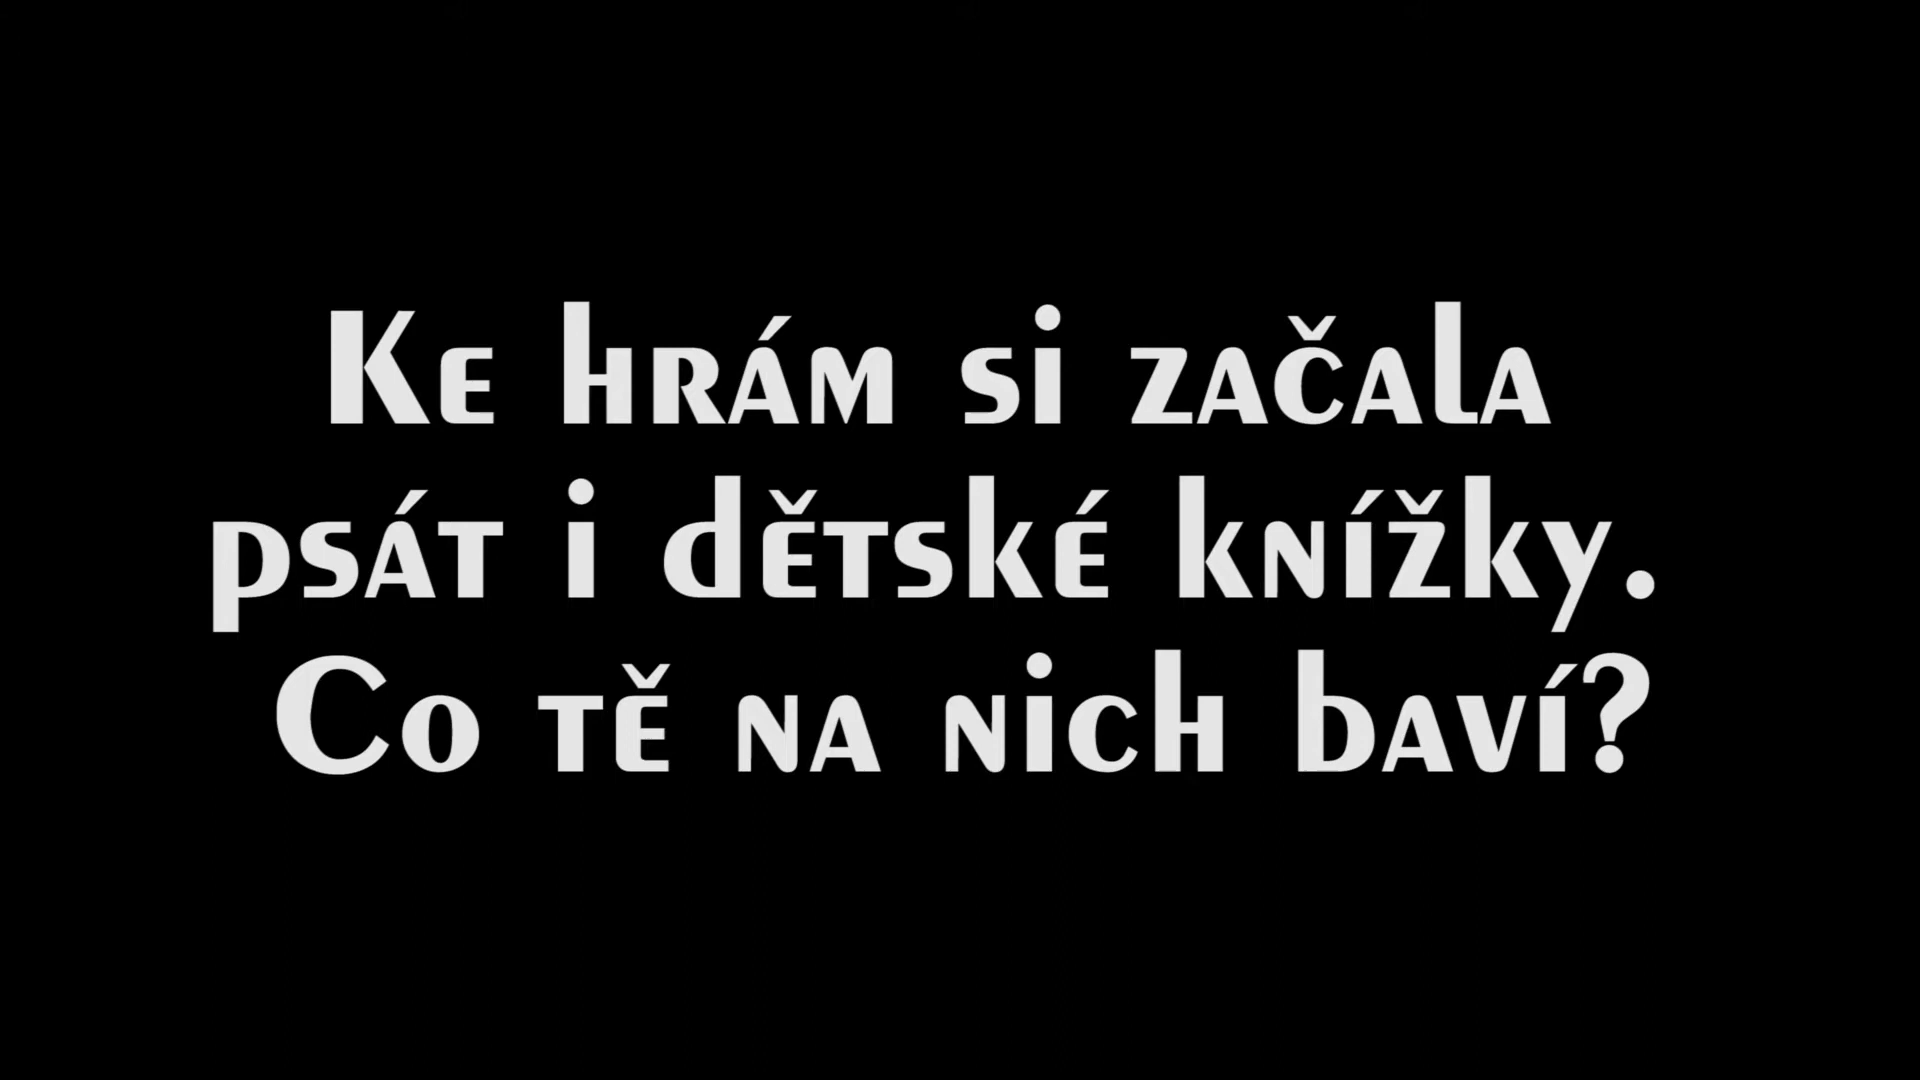 Ke hrám si začala
psát i dětské knížky.
Co tě na nich baví?